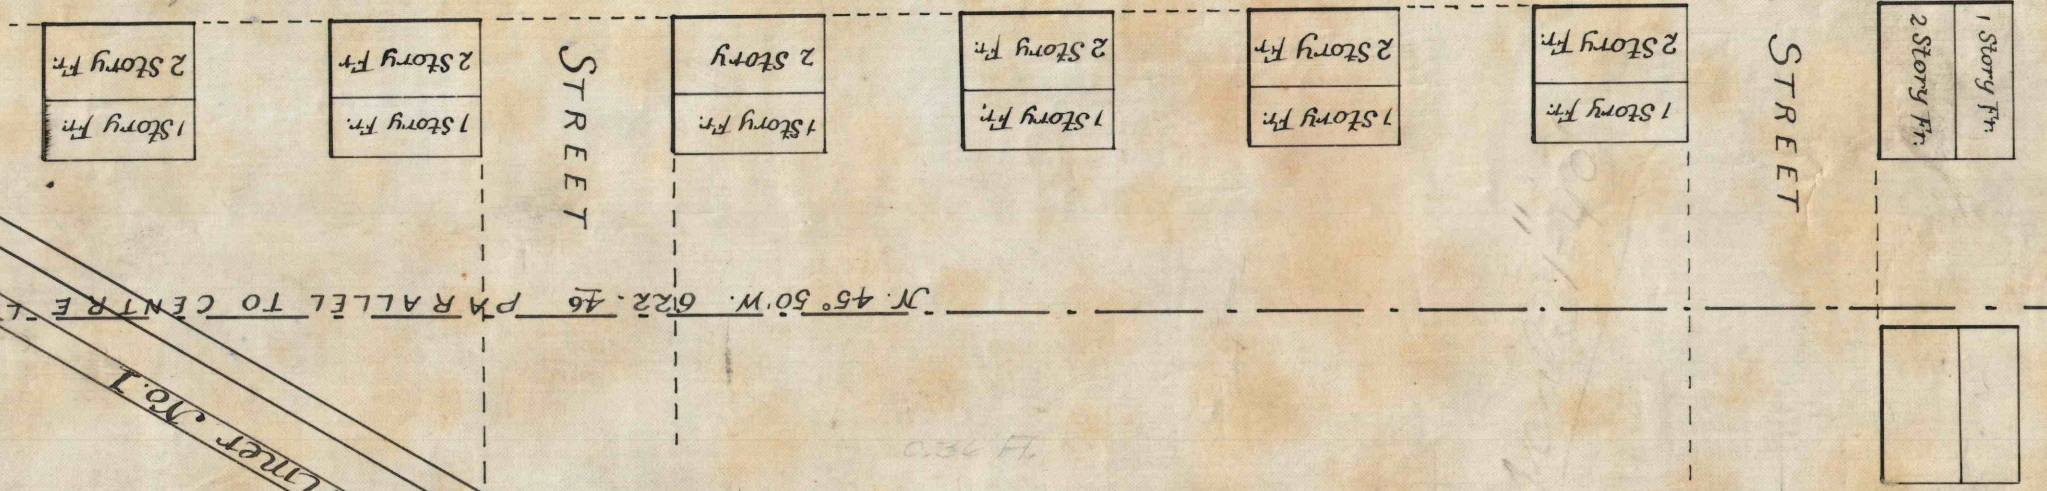 2 Story Fr.
1 Story Fr.
2 Story Fr
1 Story Fr.
STREET
2 Story
1 Story Fr.
2 Story Fr.
1 Story Fr.
2 Story Fr.
1 Story Fr.
2 Story Fr.
1 Story Fr.
STREET
1 Story Fr.
2 Story Fr.
N. 45° 50' W. 622.46 PARALLEL TO CENTRE L
lmer No. 1